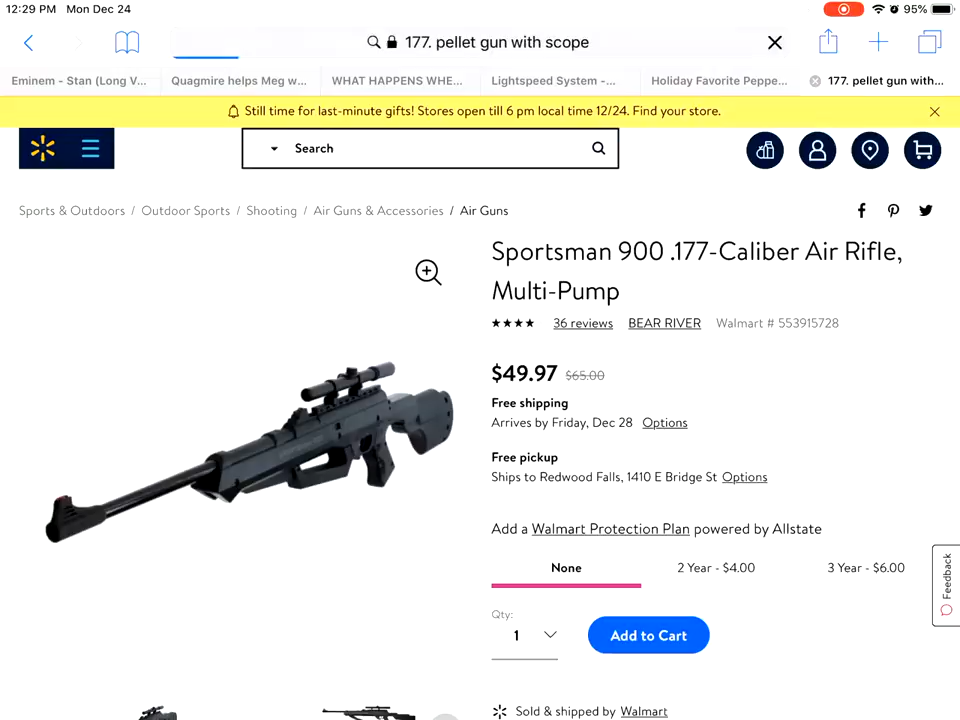 12:29 PM Mon Dec 24
95%
177. pellet gun with scope
Eminem - Stan (Long V...
Quagmire helps Meg w...
WHAT HAPPENS WHE...
Lightspeed System -...
Holiday Favorite Peppe...
177. pellet gun with...
Still time for last-minute gifts! Stores open till 6 pm local time 12/24. Find your store.
Search
Sports & Outdoors / Outdoor Sports / Shooting / Air Guns & Accessories / Air Guns
Sportsman 900 .177-Caliber Air Rifle,
Multi-Pump
36 reviews BEAR RIVER Walmart # 553915728
$49.97 $65.00
Free shipping
Arrives by Friday, Dec 28 Options
Free pickup
Ships to Redwood Falls, 1410 E Bridge St Options
Add a Walmart Protection Plan powered by Allstate
None 2 Year - $4.00 3 Year - $6.00
Feedback
Qty:
1 Add to Cart
Sold & shipped by Walmart